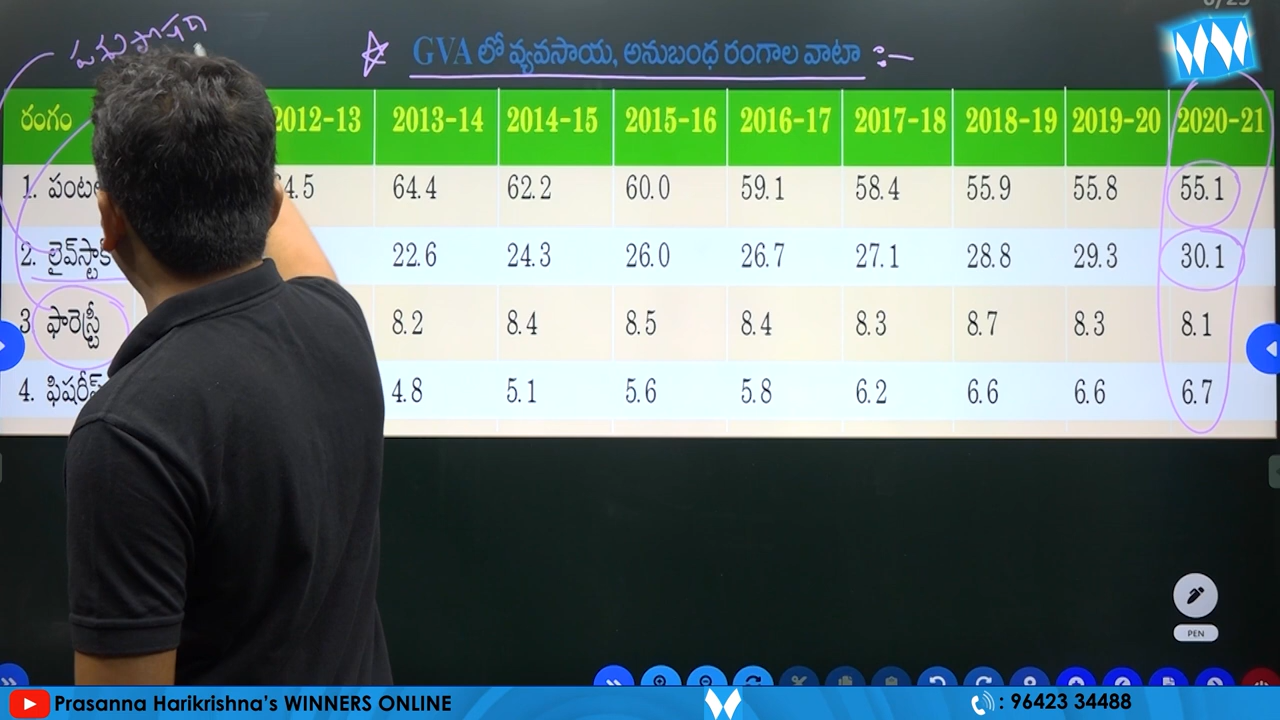 పశుపోషణ
GVA లో వ్యవసాయ, అనుబంధ రంగాల వాటా :-
రంగం 2012-13 2013-14 2014-15 2015-16 2016-17 2017-18 2018-19 2019-20 2020-21
1. 64.4 62.2 60.0 59.1 58.4 55.9 55.8 55.1
2. లైవ్‌స్టాక్ 22.6 24.3 26.0 26.7 27.1 28.8 29.3 30.1
3 ఫారెస్ట్రీ 8.2 8.4 8.5 8.4 8.3 8.7 8.3 8.1
4. ఫిషరీస్ 4.8 5.1 5.6 5.8 6.2 6.6 6.6 6.7
PEN
Prasanna Harikrishna's WINNERS ONLINE : 96423 34488